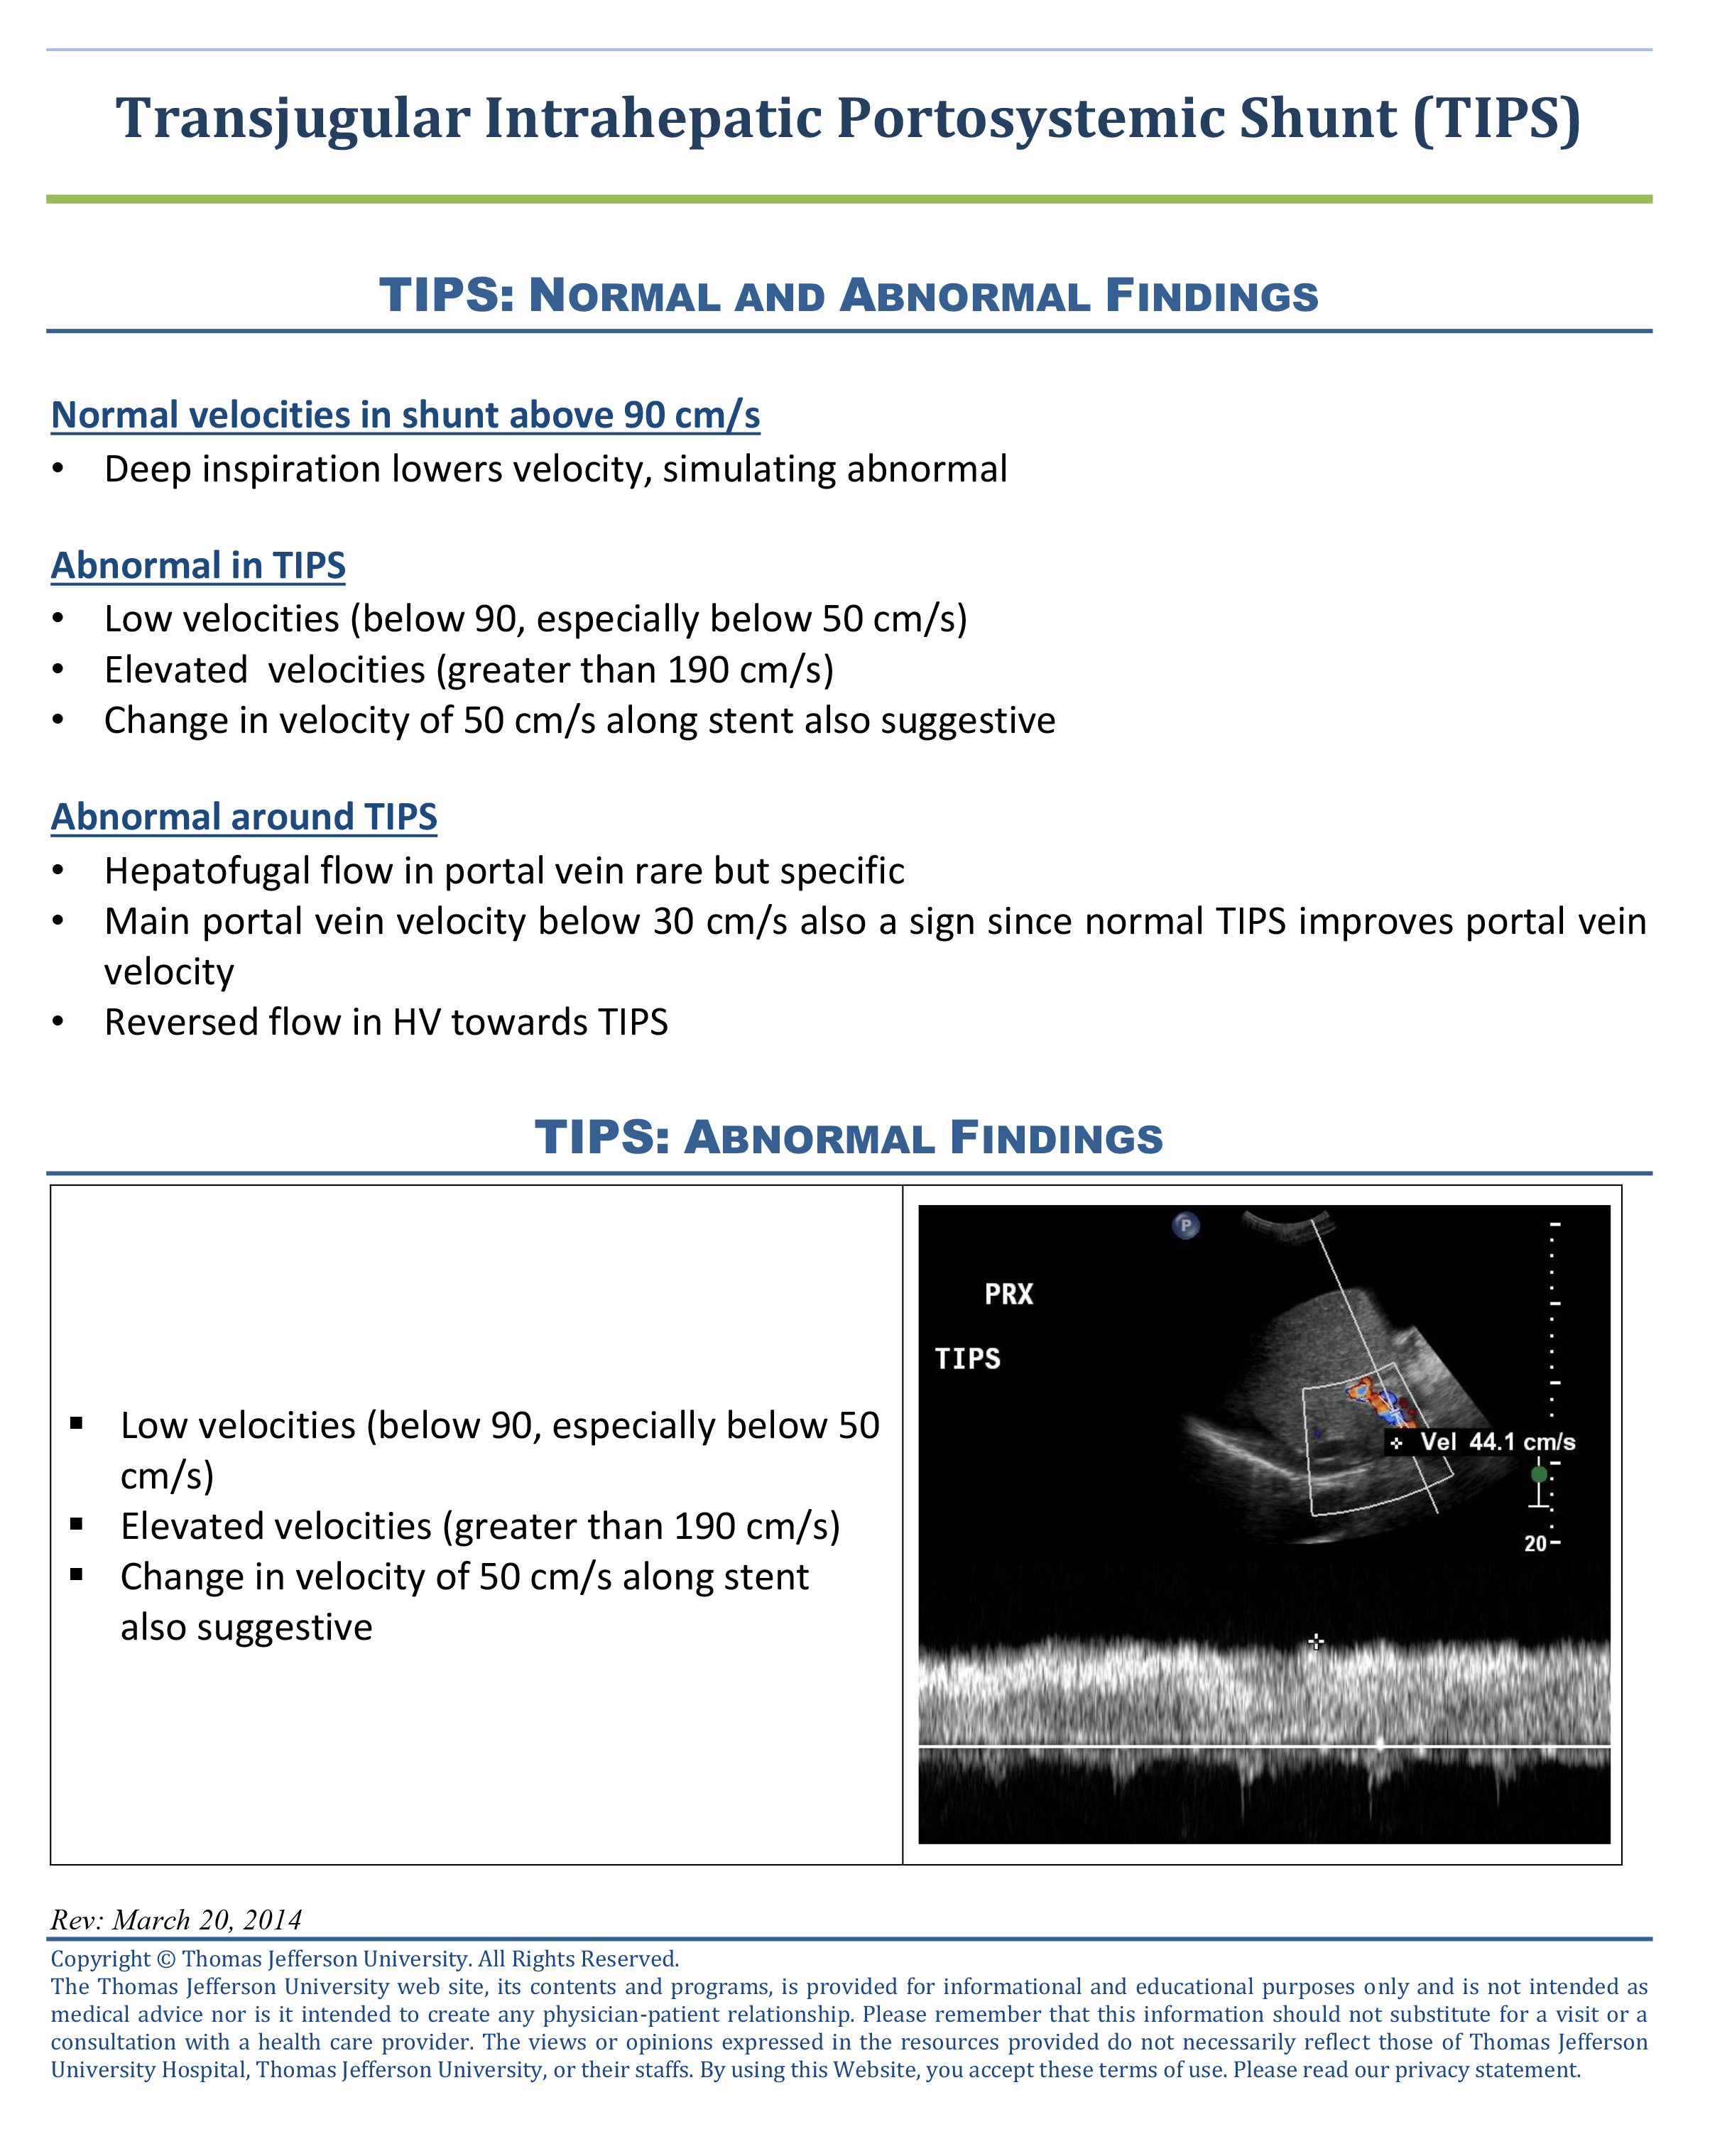 Transjugular Intrahepatic Portosystemic Shunt (TIPS)
TIPS: NORMAL AND ABNORMAL FINDINGS
Normal velocities in shunt above 90 cm/s
• Deep inspiration lowers velocity, simulating abnormal
Abnormal in TIPS
• Low velocities (below 90, especially below 50 cm/s)
• Elevated  velocities (greater than 190 cm/s)
• Change in velocity of 50 cm/s along stent also suggestive
Abnormal around TIPS
• Hepatofugal flow in portal vein rare but specific
• Main portal vein velocity below 30 cm/s also a sign since normal TIPS improves portal vein
velocity
• Reversed flow in HV towards TIPS
TIPS: ABNORMAL FINDINGS
▪ Low velocities (below 90, especially below 50
cm/s)
▪ Elevated velocities (greater than 190 cm/s)
▪ Change in velocity of 50 cm/s along stent
also suggestive
P
PRX
TIPS
Vel 44.1 cm/s
20
Rev: March 20, 2014
Copyright © Thomas Jefferson University. All Rights Reserved.
The Thomas Jefferson University web site, its contents and programs, is provided for informational and educational purposes only and is not intended as
medical advice nor is it intended to create any physician-patient relationship. Please remember that this information should not substitute for a visit or a
consultation with a health care provider. The views or opinions expressed in the resources provided do not necessarily reflect those of Thomas Jefferson
University Hospital, Thomas Jefferson University, or their staffs. By using this Website, you accept these terms of use. Please read our privacy statement.